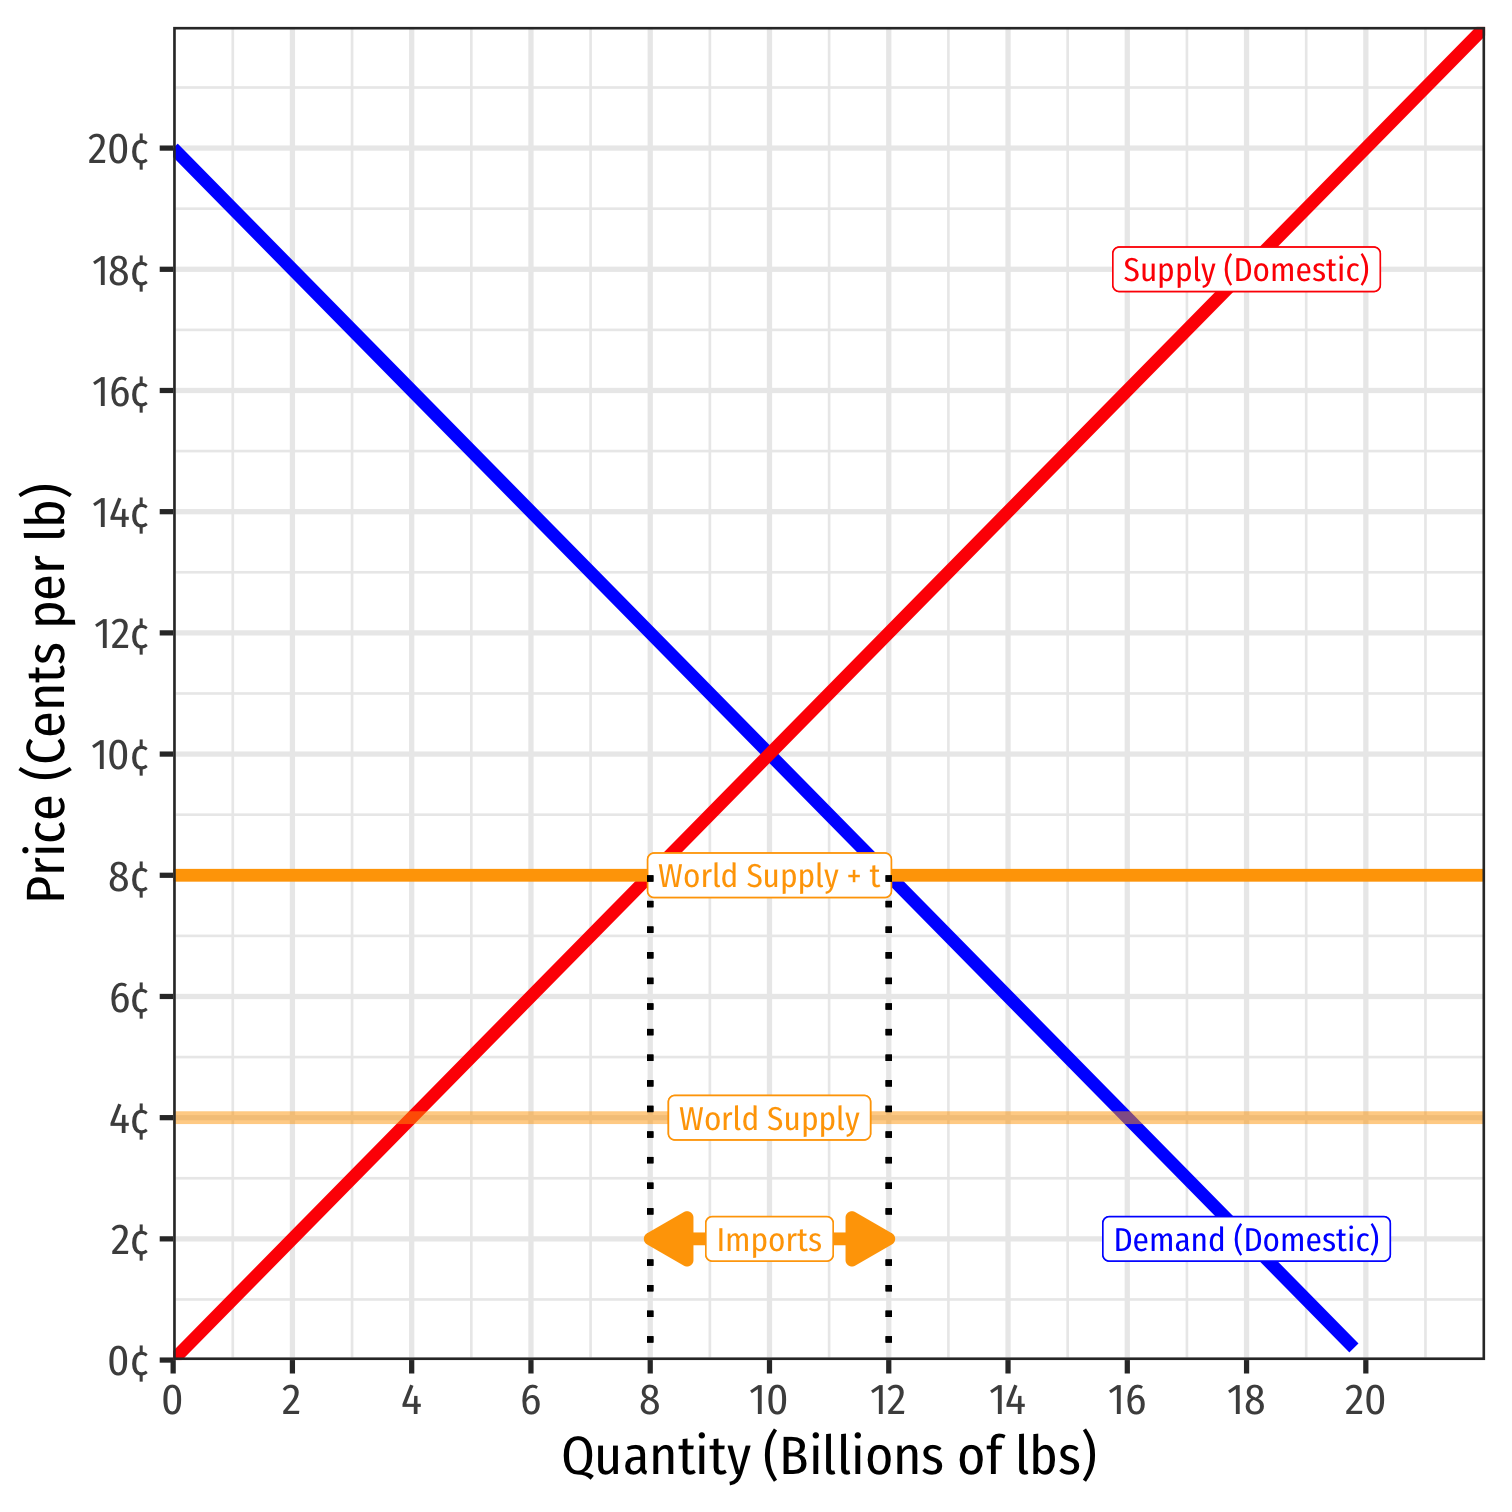 20¢
18¢
16¢
14¢
12¢
10¢
8¢
6¢
4¢
2¢
0¢
Price (Cents per lb)
Supply (Domestic)
World Supply + t
World Supply
Imports
Demand (Domestic)
0 2 4 6 8 10 12 14 16 18 20
Quantity (Billions of lbs)